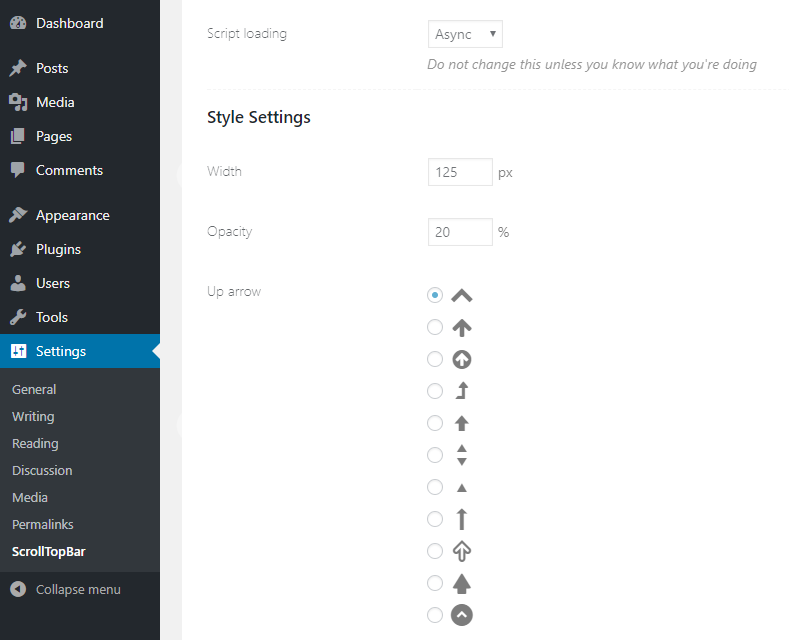 Dashboard
Posts
Media
Pages
Comments
Appearance
Plugins
Users
Tools
Settings
General
Writing
Reading
Discussion
Media
Permalinks
ScrollTopBar
Collapse menu
Script loading
Async
Do not change this unless you know what you're doing
Style Settings
Width
125 px
Opacity
20 %
Up arrow